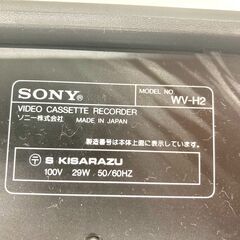 SONY®
MODEL NO. WV-H2
VIDEO CASSETTE RECORDER
ソニー株式会社 MADE IN JAPAN
製造番号は本体上面に表示しています。
〒 S KISARAZU
100V 29W 50/60HZ